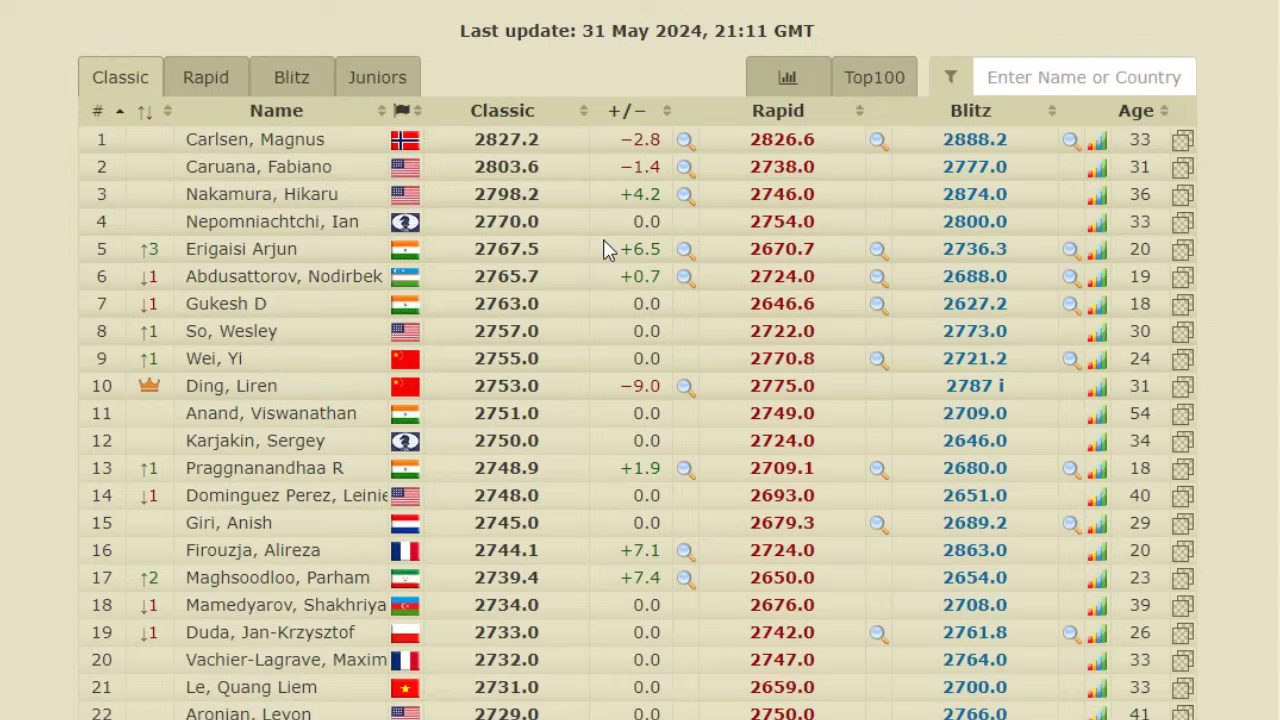 Last update: 31 May 2024, 21:11 GMT
Classic Rapid Blitz Juniors Top100 Enter Name or Country
# ↑↓ Name Classic +/− Rapid Blitz Age
1 Carlsen, Magnus 2827.2 −2.8 2826.6 2888.2 33
2 Caruana, Fabiano 2803.6 −1.4 2738.0 2777.0 31
3 Nakamura, Hikaru 2798.2 +4.2 2746.0 2874.0 36
4 Nepomniachtchi, Ian 2770.0 0.0 2754.0 2800.0 33
5 ↑3 Erigaisi Arjun 2767.5 +6.5 2670.7 2736.3 20
6 ↓1 Abdusattorov, Nodirbek 2765.7 +0.7 2724.0 2688.0 19
7 ↓1 Gukesh D 2763.0 0.0 2646.6 2627.2 18
8 ↑1 So, Wesley 2757.0 0.0 2722.0 2773.0 30
9 ↑1 Wei, Yi 2755.0 0.0 2770.8 2721.2 24
10 Ding, Liren 2753.0 −9.0 2775.0 2787 i 31
11 Anand, Viswanathan 2751.0 0.0 2749.0 2709.0 54
12 Karjakin, Sergey 2750.0 0.0 2724.0 2646.0 34
13 ↑1 Praggnanandhaa R 2748.9 +1.9 2709.1 2680.0 18
14 ↓1 Dominguez Perez, Leinie 2748.0 0.0 2693.0 2651.0 40
15 Giri, Anish 2745.0 0.0 2679.3 2689.2 29
16 Firouzja, Alireza 2744.1 +7.1 2724.0 2863.0 20
17 ↑2 Maghsoodloo, Parham 2739.4 +7.4 2650.0 2654.0 23
18 ↓1 Mamedyarov, Shakhriya 2734.0 0.0 2676.0 2708.0 39
19 ↓1 Duda, Jan-Krzysztof 2733.0 0.0 2742.0 2761.8 26
20 Vachier-Lagrave, Maxim 2732.0 0.0 2747.0 2764.0 33
21 Le, Quang Liem 2731.0 0.0 2659.0 2700.0 33
22 Aronian, Levon 2729.0 0.0 2750.0 2766.0 41